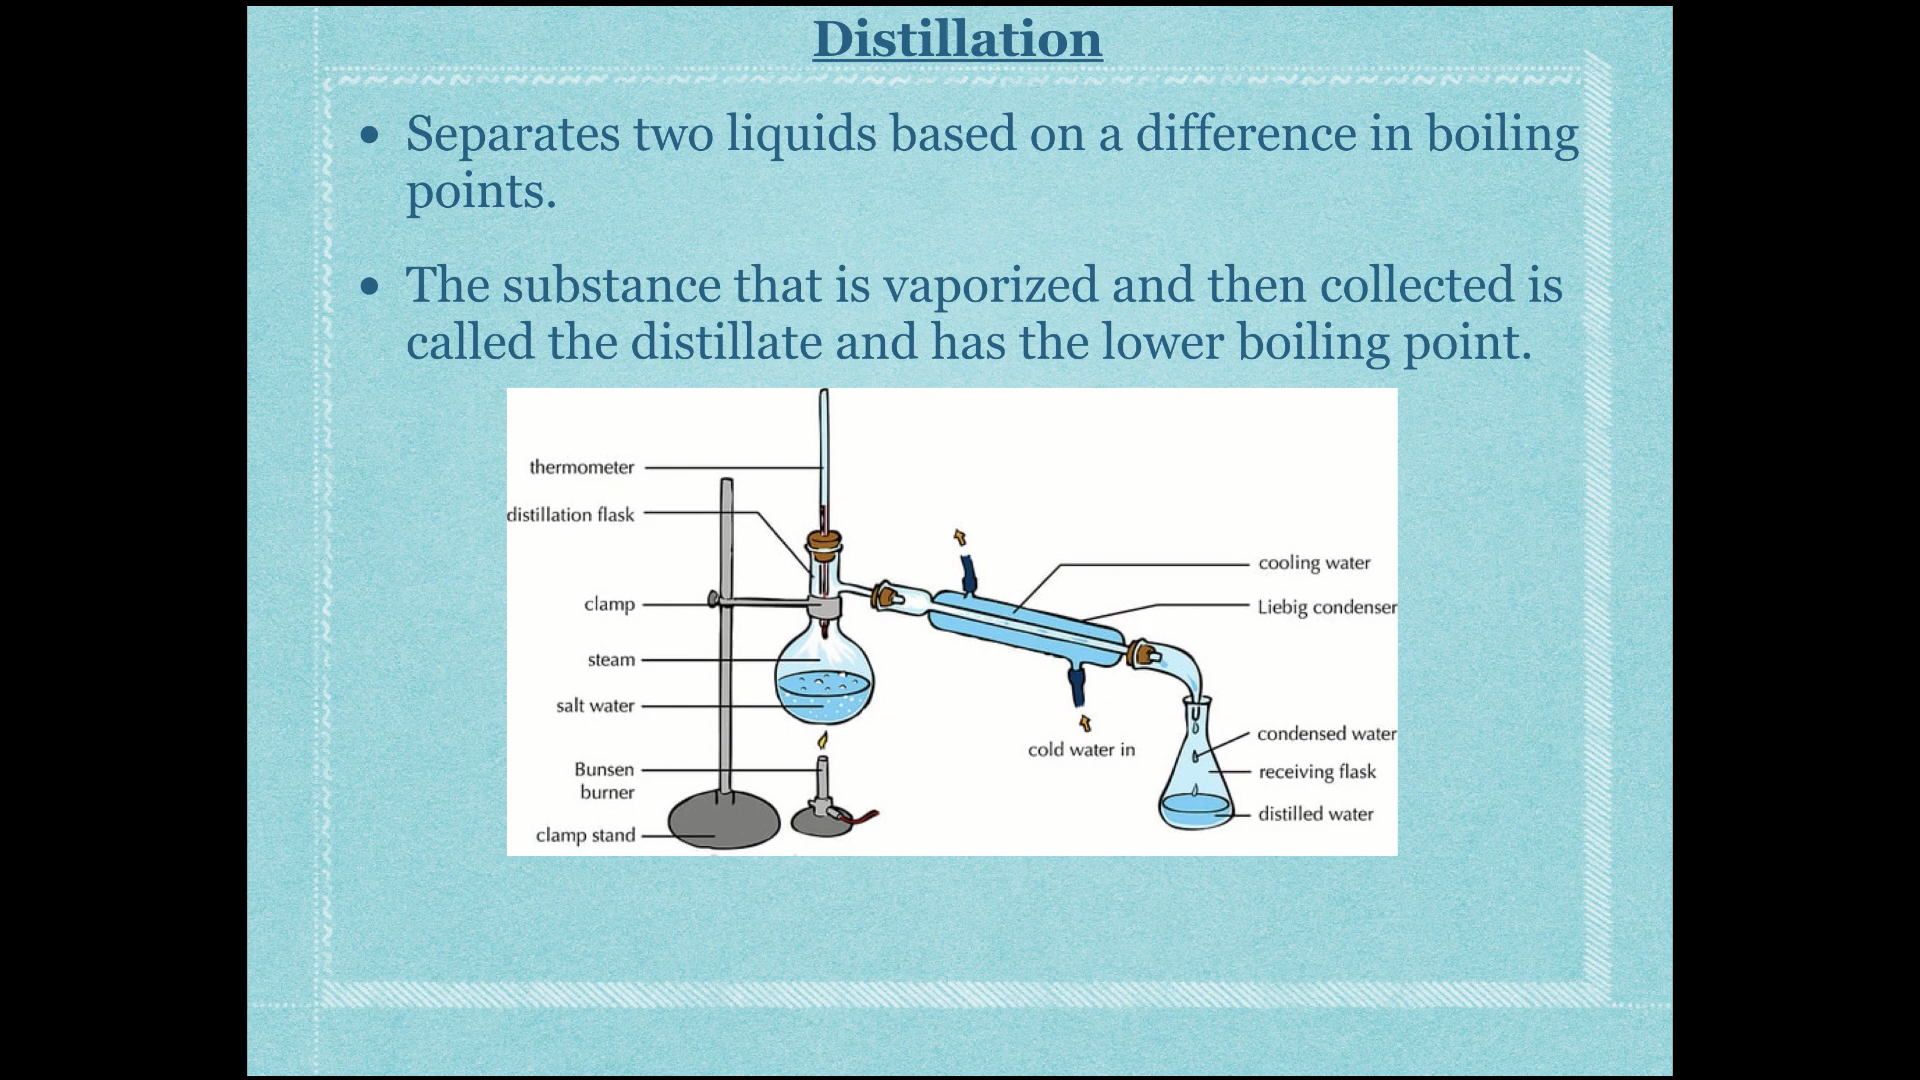 Distillation
• Separates two liquids based on a difference in boiling
points.
• The substance that is vaporized and then collected is
called the distillate and has the lower boiling point.
thermometer
distillation flask
clamp
steam
salt water
Bunsen
burner
clamp stand
cooling water
Liebig condenser
cold water in
condensed water
receiving flask
distilled water